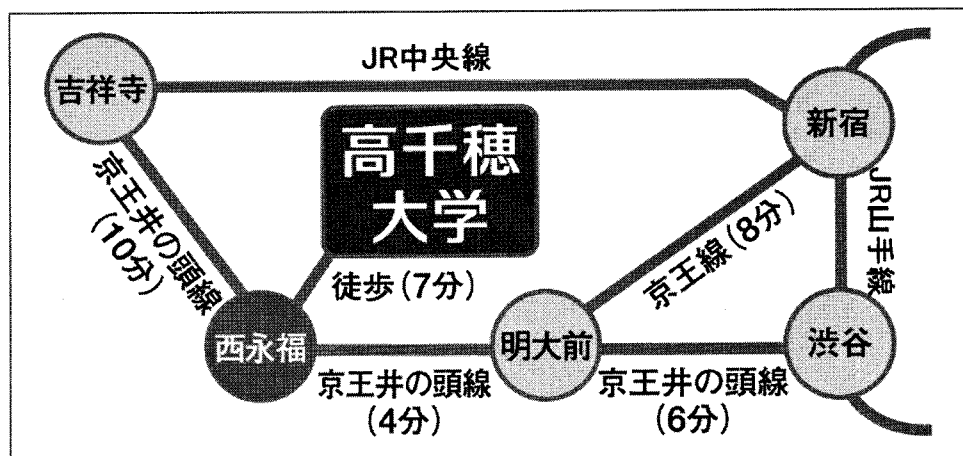 JR中央線
吉祥寺
新宿
高千穂
大学
京王井の頭線
(10分)
JR山手線
京王線(8分)
徒歩(7分)
西永福
明大前
渋谷
京王井の頭線
(4分)
京王井の頭線
(6分)